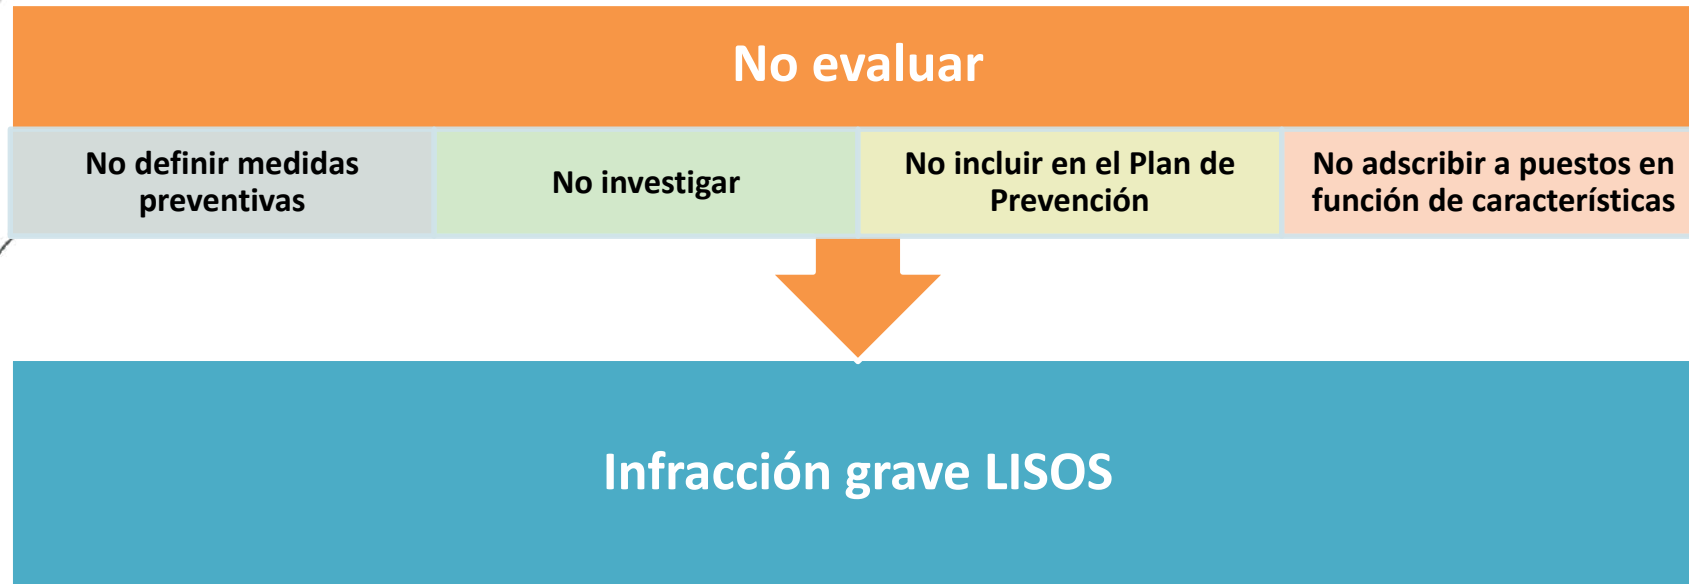 No evaluar
No definir medidas
preventivas
No investigar
No incluir en el Plan de
Prevención
No adscribir a puestos en
función de características
Infracción grave LISOS